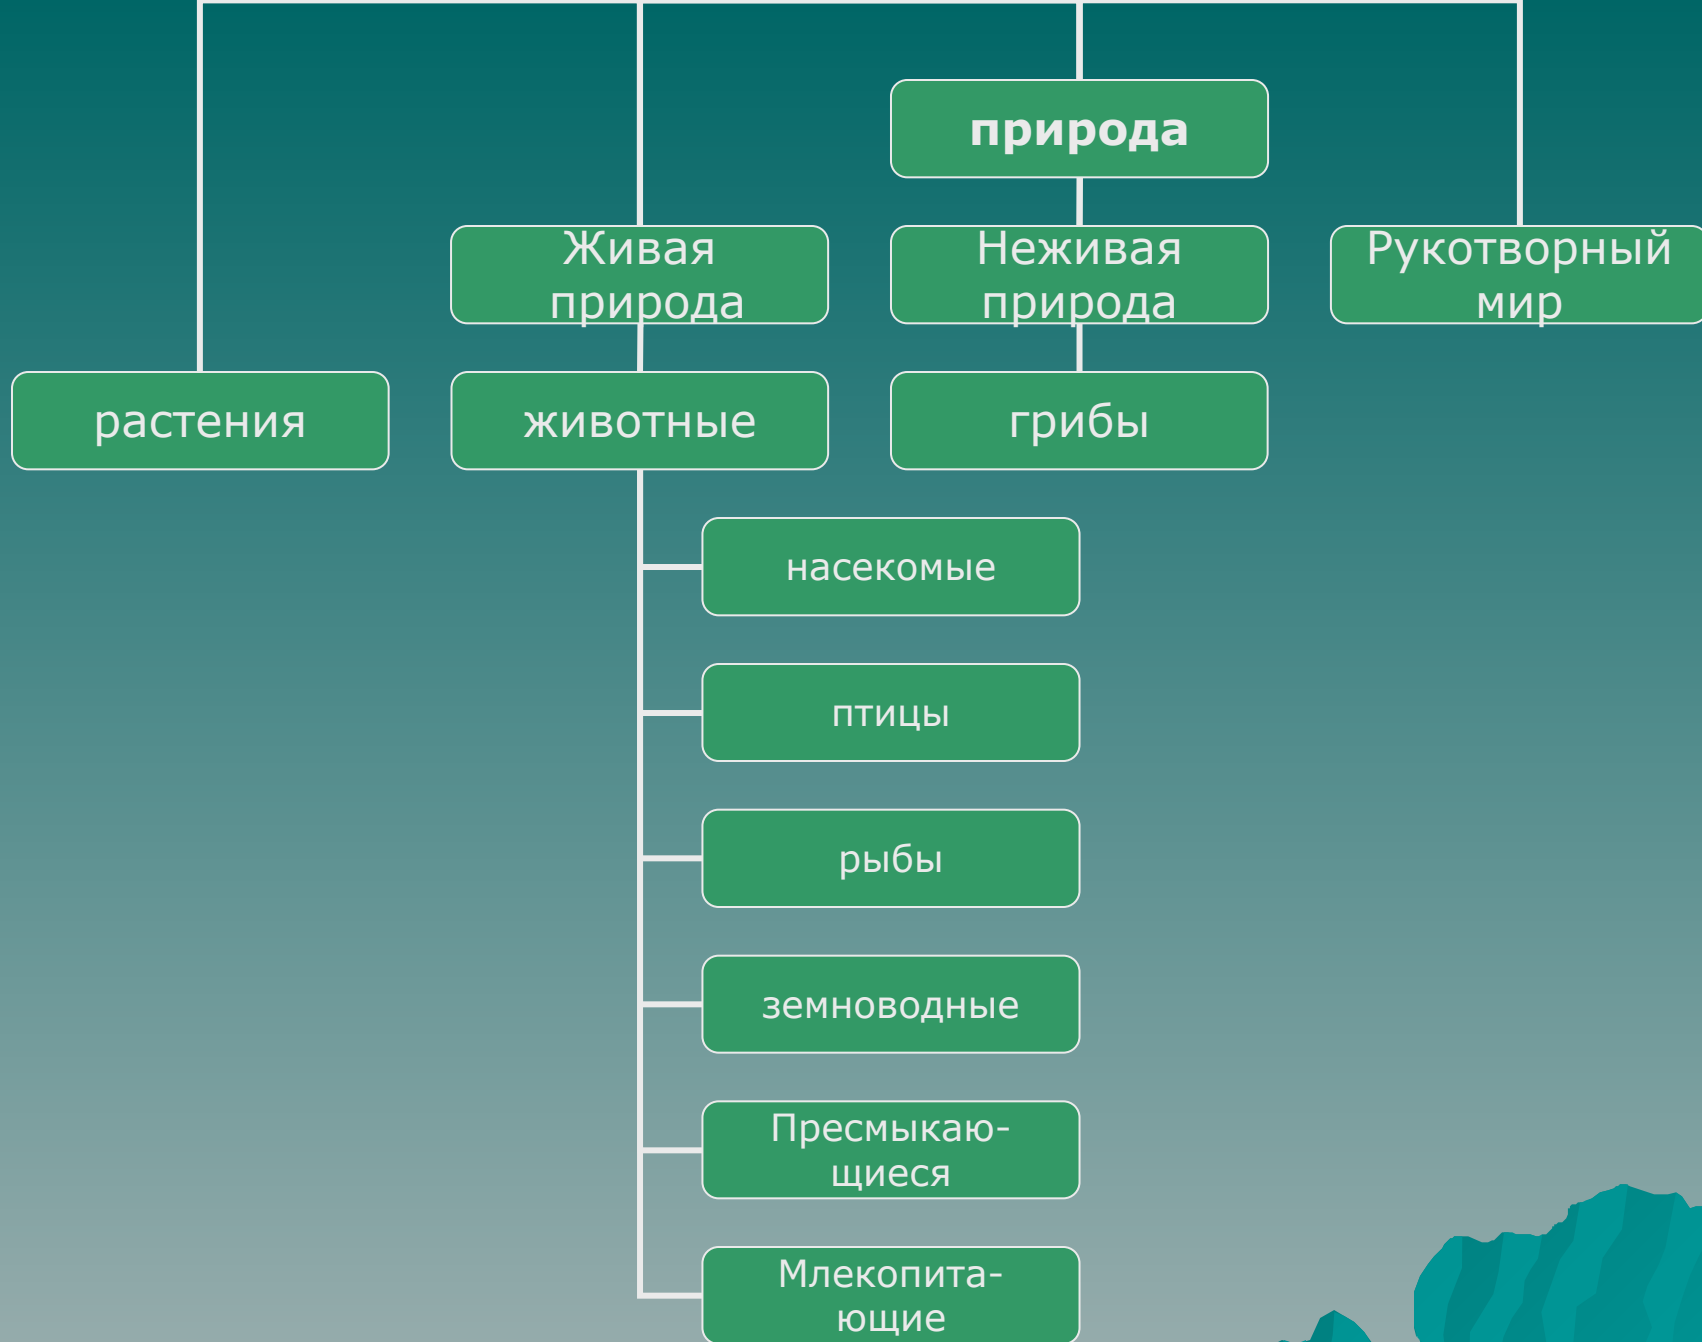 природа
Живая
природа
Неживая
природа
Рукотворный
мир
растения
животные
грибы
насекомые
птицы
рыбы
земноводные
Пресмыкаю-
щиеся
Млекопита-
ющие